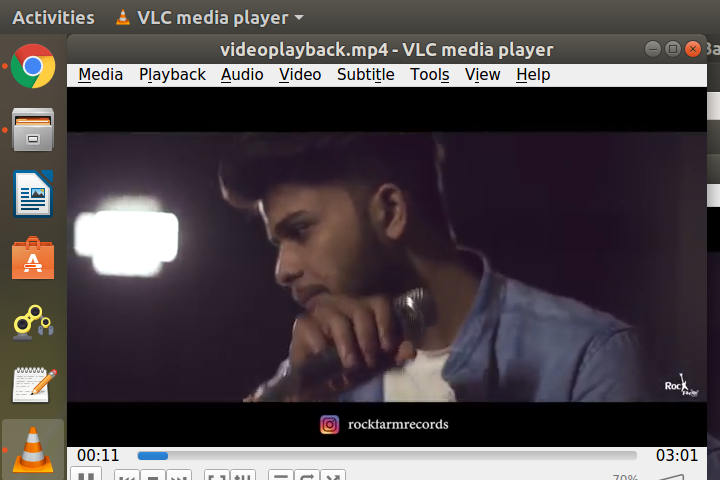 Activities VLC media player
videoplayback.mp4 - VLC media player
Media Playback Audio Video Subtitle Tools View Help
Rock
rockfarmrecords
00:11 03:01
70%